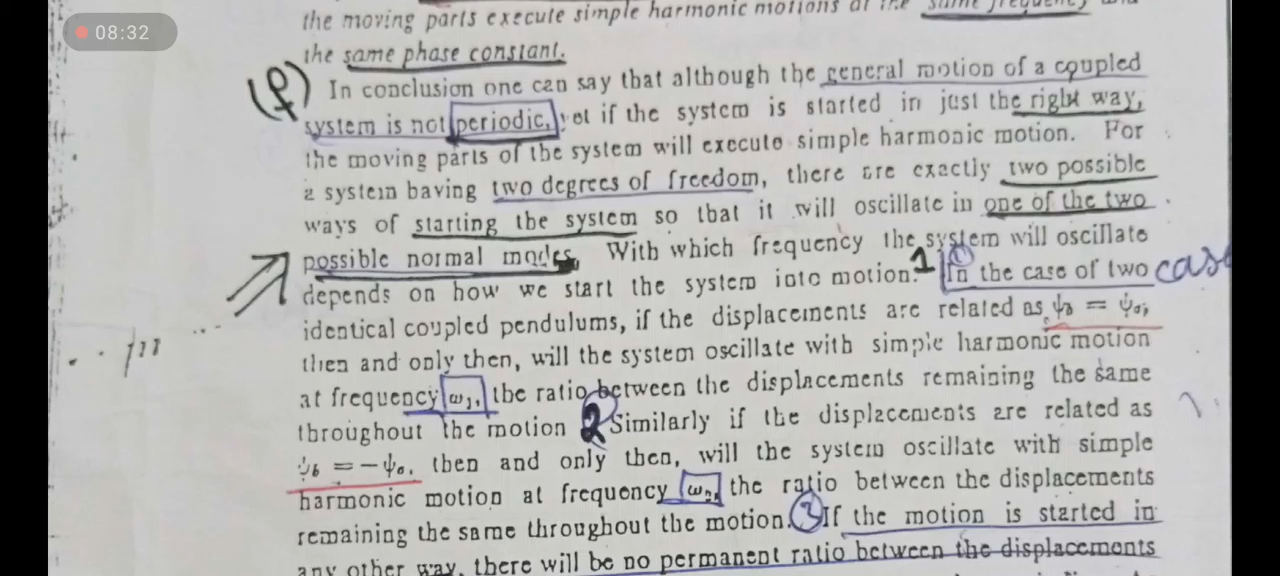 08:32
the moving parts execute simple harmonic motions at the same frequency and
the same phase constant.
(f) In conclusion one can say that although the general motion of a coupled
system is not periodic, yet if the system is started in just the right way,
the moving parts of the system will execute simple harmonic motion. For
a system having two degrees of freedom, there are exactly two possible
ways of starting the system so that it will oscillate in one of the two
possible normal modes. With which frequency the system will oscillate
depends on how we start the system into motion. 1 In the case of two case
identical coupled pendulums, if the displacements are related as ψb = ψa,
then and only then, will the system oscillate with simple harmonic motion
at frequency ω1, the ratio between the displacements remaining the same
throughout the motion 2 Similarly if the displacements are related as
ψb = −ψa, then and only then, will the system oscillate with simple
harmonic motion at frequency ω2, the ratio between the displacements
remaining the same throughout the motion. 3 If the motion is started in
any other way, there will be no permanent ratio between the displacements